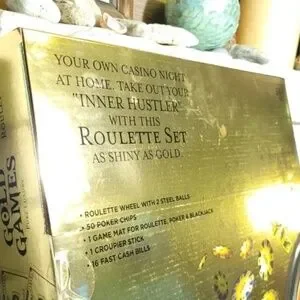 YOUR OWN CASINO NIGHT
AT HOME. TAKE OUT YOUR
"INNER HUSTLER"
WITH THIS
ROULETTE SET
AS SHINY AS GOLD.
• ROULETTE WHEEL WITH 2 STEEL BALLS
• 50 POKER CHIPS
• 1 GAME MAT FOR ROULETTE, POKER & BLACKJACK
• 1 CROUPIER STICK
• 16 FAST CASH BILLS
GOLD
GAMES